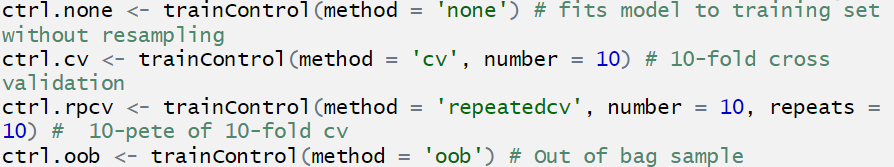 ctrl.none <- trainControl(method = 'none') # fits model to training set
without resampling
ctrl.cv <- trainControl(method = 'cv', number = 10) # 10-fold cross
validation
ctrl.rpcv <- trainControl(method = 'repeatedcv', number = 10, repeats =
10) #  10-pete of 10-fold cv
ctrl.oob <- trainControl(method = 'oob') # Out of bag sample